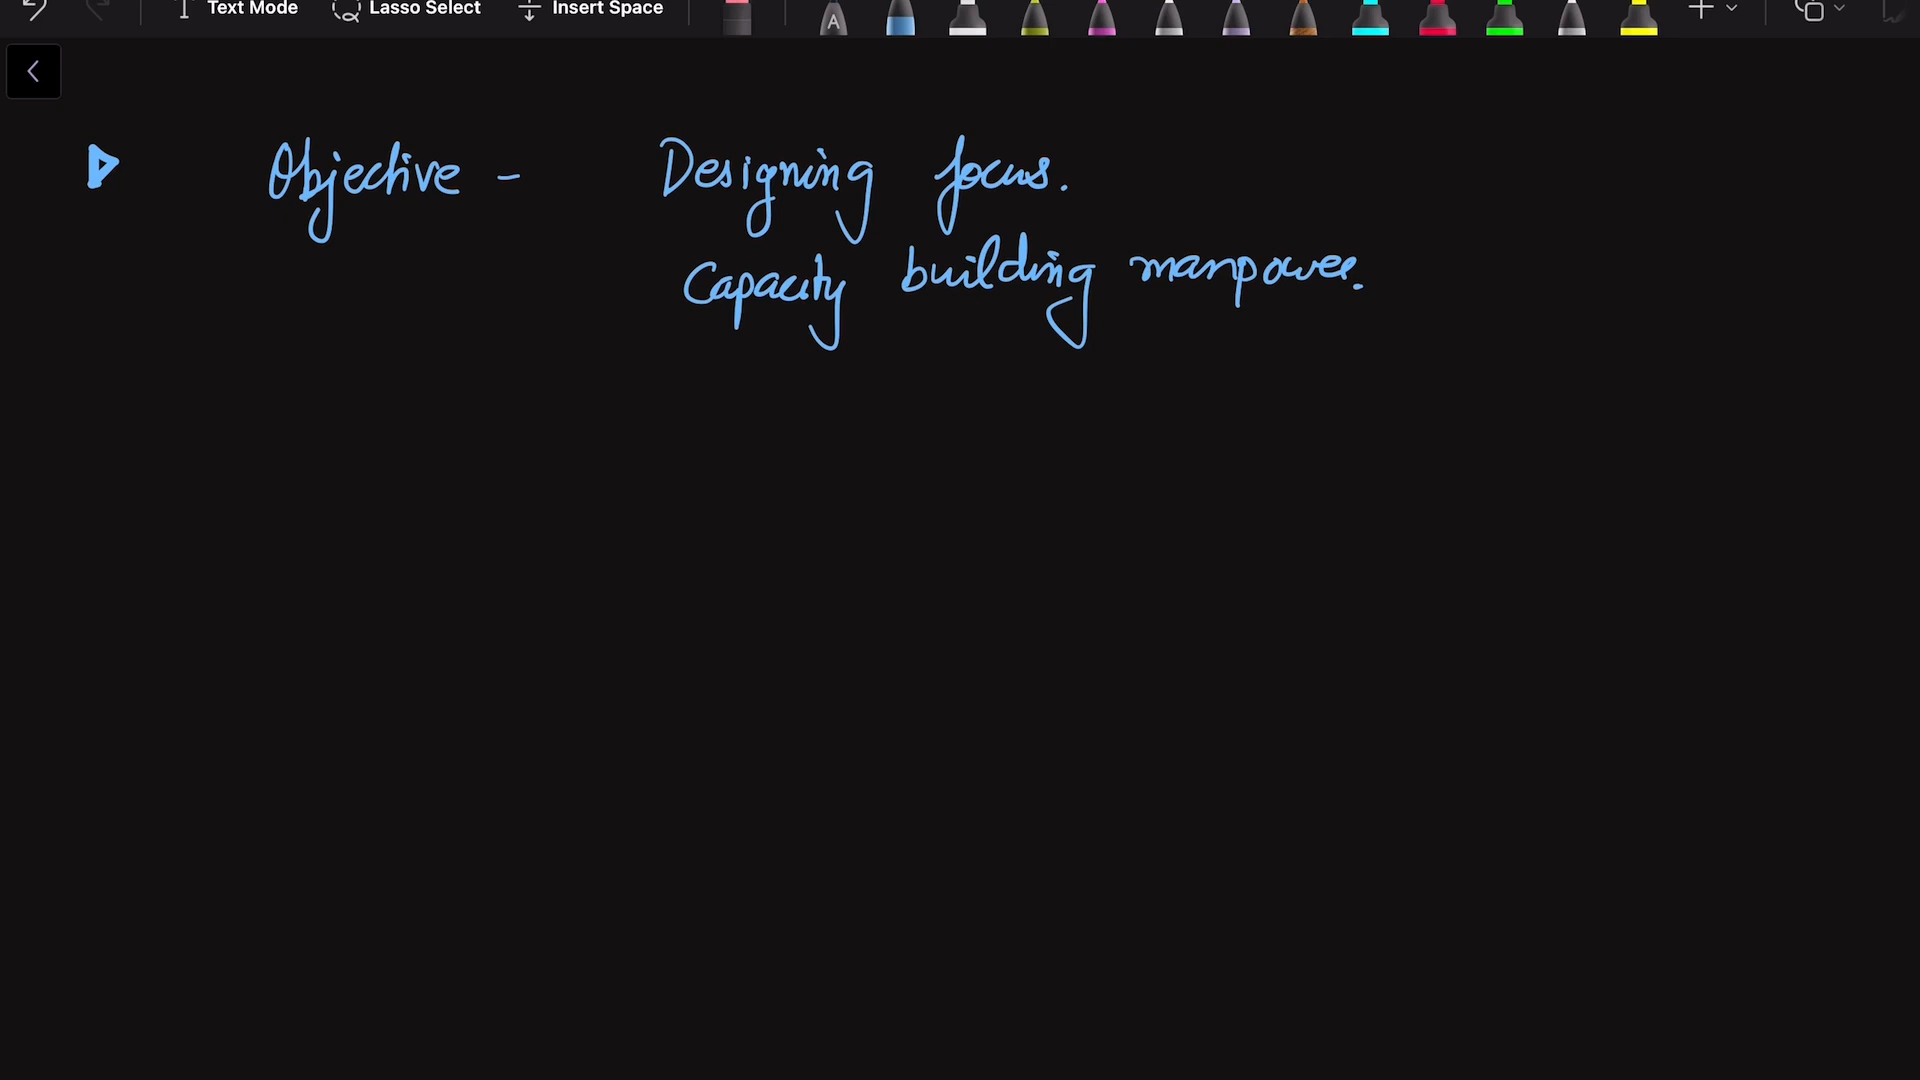 Text Mode Lasso Select Insert Space
A
Objective - Designing focus.
Capacity building manpower.